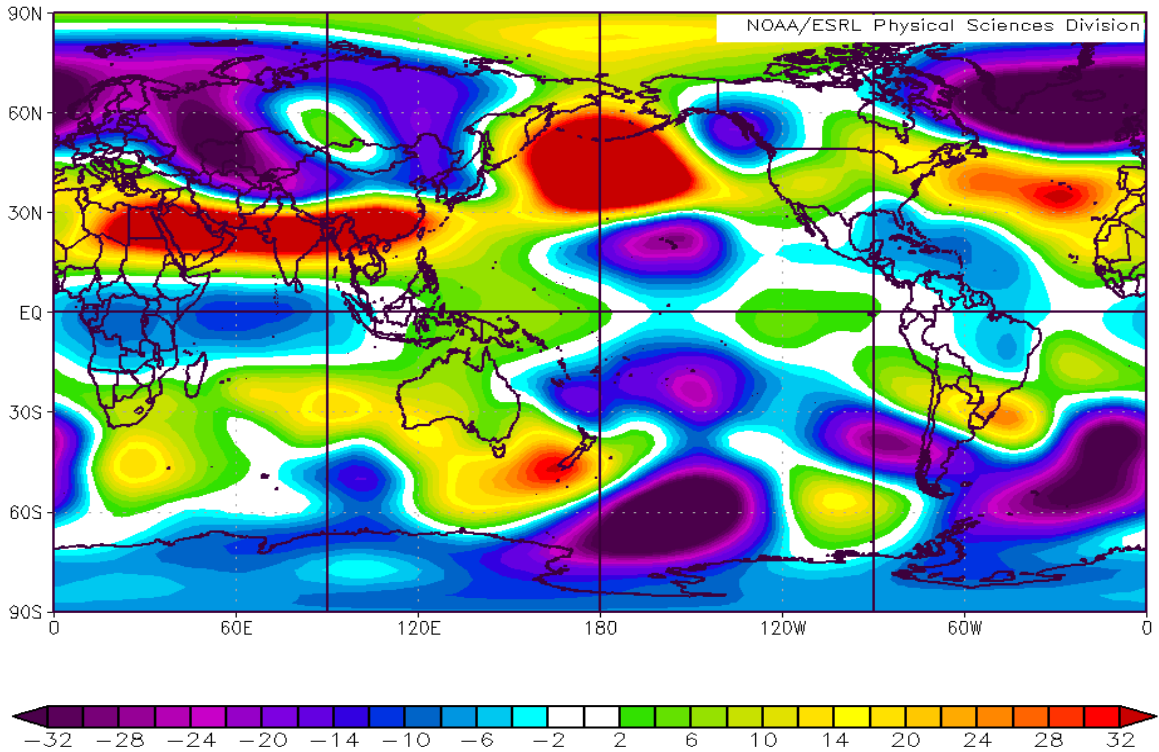 90N
NOAA/ESRL Physical Sciences Division
60N
30N
EQ
30S
60S
90S
0 60E 120E 180 120W 60W 0
−32 −28 −24 −20 −14 −10 −6 −2 2 6 10 14 20 24 28 32